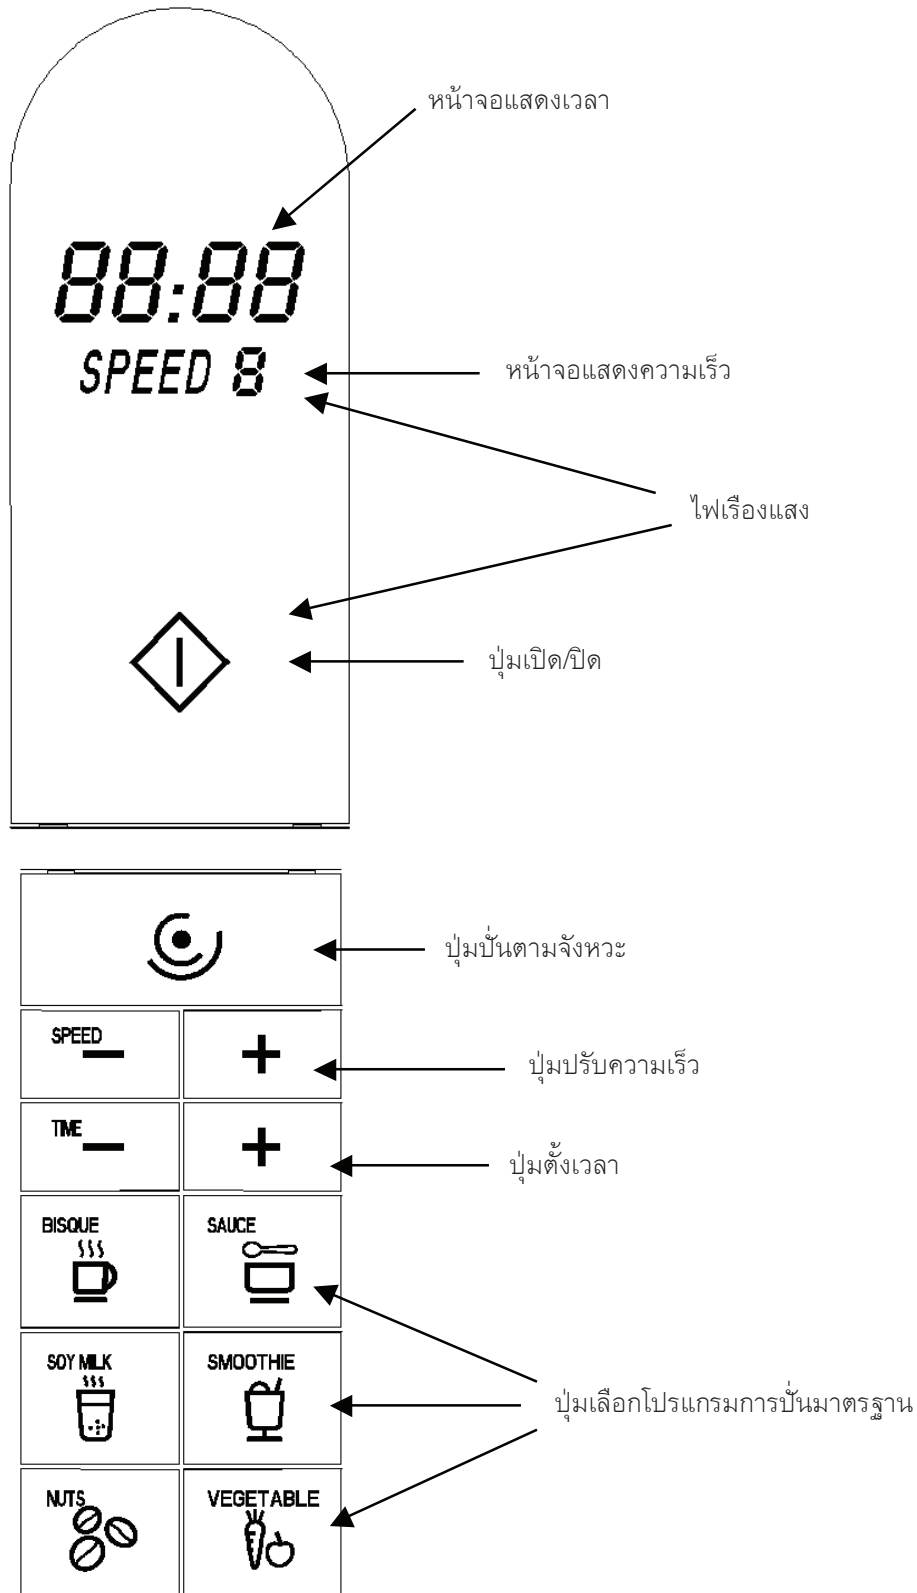 หน้าจอแสดงเวลา
88:88
SPEED 8
หน้าจอแสดงความเร็ว
ไฟเรืองแสง
ปุ่มเปิด/ปิด
ปุ่มปั่นตามจังหวะ
SPEED
− +
ปุ่มปรับความเร็ว
TIME
− +
ปุ่มตั้งเวลา
BISQUE SAUCE
SOY MILK SMOOTHIE
ปุ่มเลือกโปรแกรมการปั่นมาตรฐาน
NUTS VEGETABLE